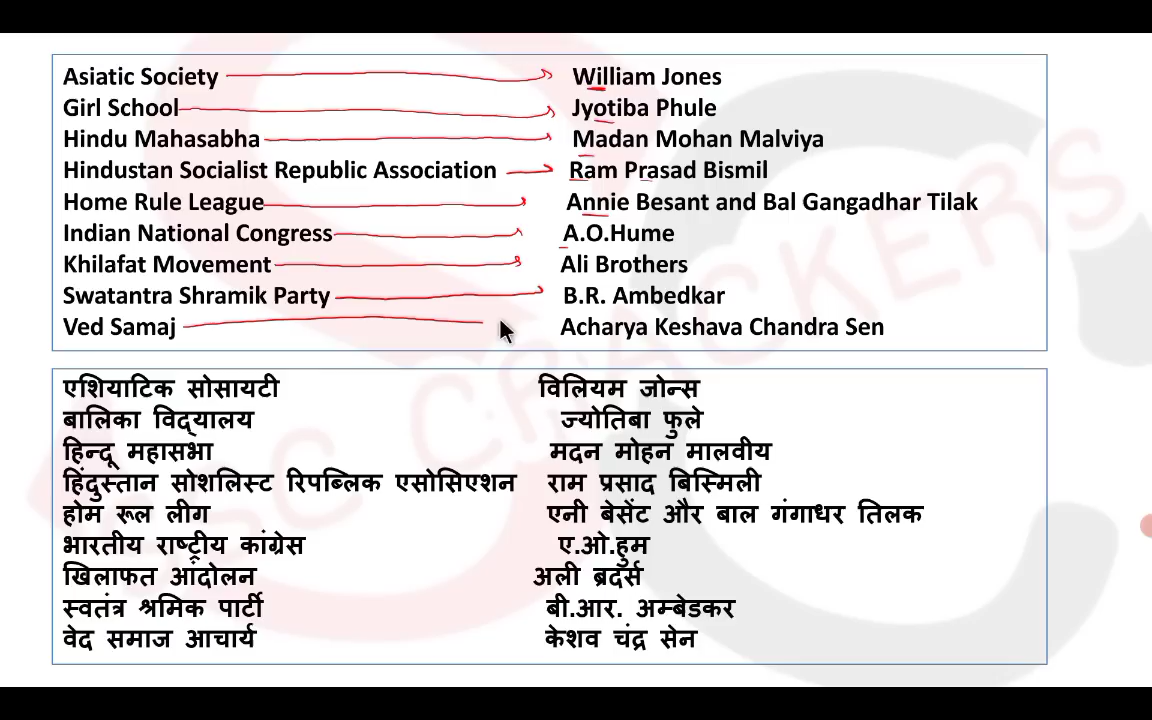 Asiatic Society William Jones
Girl School Jyotiba Phule
Hindu Mahasabha Madan Mohan Malviya
Hindustan Socialist Republic Association Ram Prasad Bismil
Home Rule League Annie Besant and Bal Gangadhar Tilak
Indian National Congress A.O.Hume
Khilafat Movement Ali Brothers
Swatantra Shramik Party B.R. Ambedkar
Ved Samaj Acharya Keshava Chandra Sen
एशियाटिक सोसायटी विलियम जोन्स
बालिका विद्यालय ज्योतिबा फुले
हिन्दू महासभा मदन मोहन मालवीय
हिंदुस्तान सोशलिस्ट रिपब्लिक एसोसिएशन राम प्रसाद बिस्मिली
होम रूल लीग एनी बेसेंट और बाल गंगाधर तिलक
भारतीय राष्ट्रीय कांग्रेस ए.ओ.हुम
खिलाफत आंदोलन अली ब्रदर्स
स्वतंत्र श्रमिक पार्टी बी.आर. अम्बेडकर
वेद समाज आचार्य केशव चंद्र सेन
SSC CRACKERS